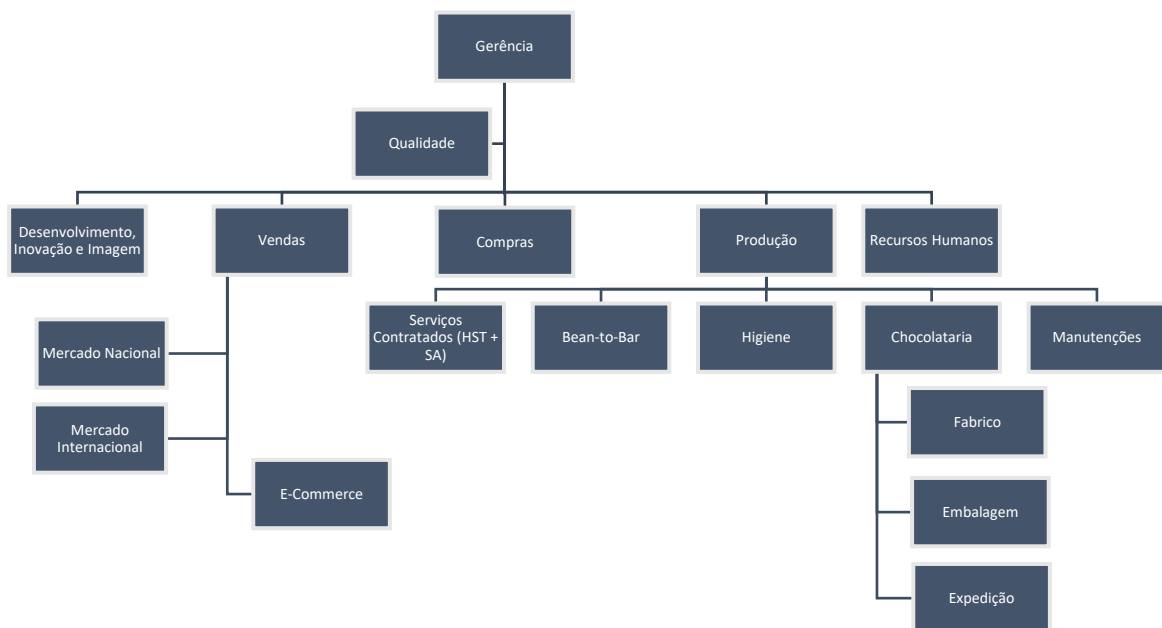 Gerência
Qualidade
Desenvolvimento,
Inovação e Imagem
Vendas
Compras
Produção
Recursos Humanos
Serviços
Contratados (HST +
SA)
Bean-to-Bar
Higiene
Chocolataria
Manutenções
Mercado Nacional
Mercado
Internacional
E-Commerce
Fabrico
Embalagem
Expedição